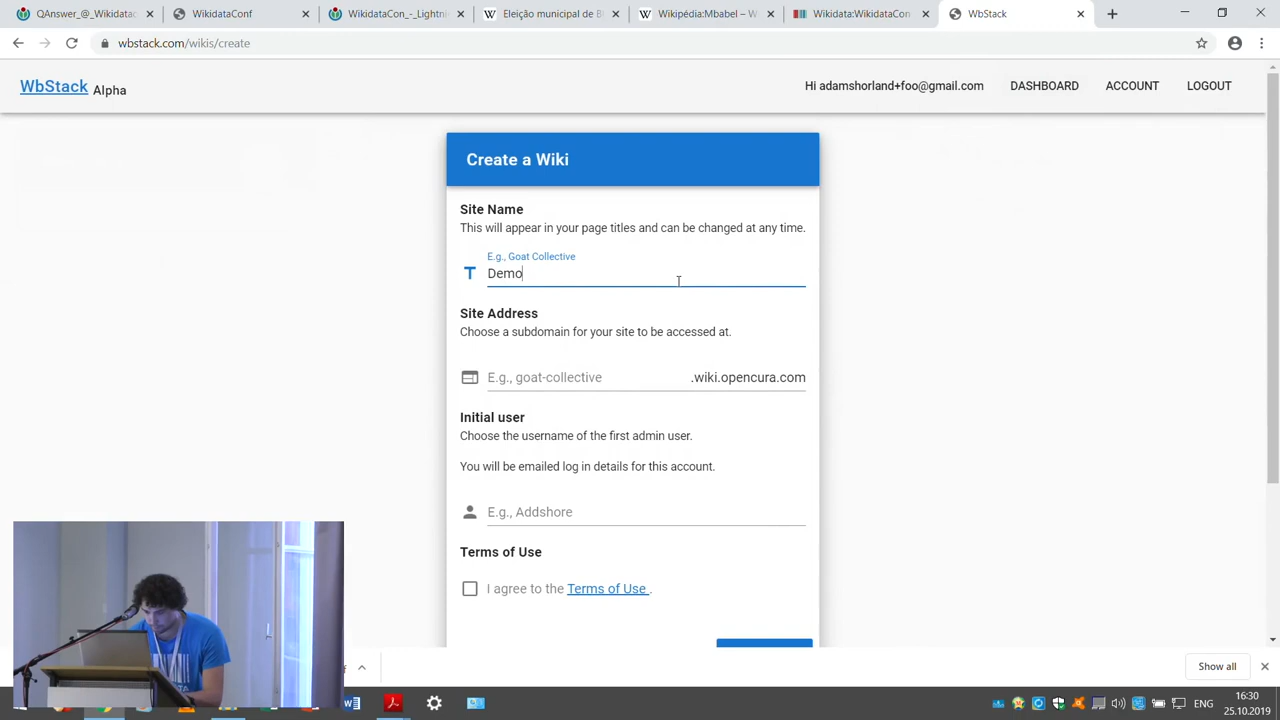 QAnswer_@_Wikidatac
WikidataConf
WikidataCon_-_Lightni
Eleição municipal de B
Wikipédia:Mbabel – W
Wikidata:WikidataCon
WbStack
wbstack.com/wikis/create
WbStack Alpha
Hi adamshorland+foo@gmail.com
DASHBOARD
ACCOUNT
LOGOUT
Create a Wiki
Site Name
This will appear in your page titles and can be changed at any time.
E.g., Goat Collective
Demo
Site Address
Choose a subdomain for your site to be accessed at.
E.g., goat-collective
.wiki.opencura.com
Initial user
Choose the username of the first admin user.
You will be emailed log in details for this account.
E.g., Addshore
Terms of Use
I agree to the Terms of Use .
Show all
ENG
16:30
25.10.2019